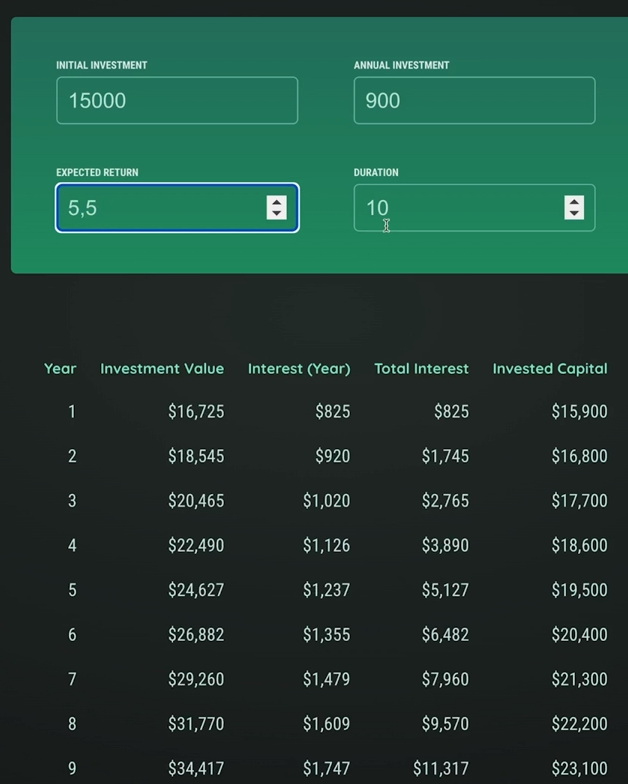 INITIAL INVESTMENT ANNUAL INVESTMENT
15000 900
EXPECTED RETURN DURATION
5,5 10
Year Investment Value Interest (Year) Total Interest Invested Capital
1 $16,725 $825 $825 $15,900
2 $18,545 $920 $1,745 $16,800
3 $20,465 $1,020 $2,765 $17,700
4 $22,490 $1,126 $3,890 $18,600
5 $24,627 $1,237 $5,127 $19,500
6 $26,882 $1,355 $6,482 $20,400
7 $29,260 $1,479 $7,960 $21,300
8 $31,770 $1,609 $9,570 $22,200
9 $34,417 $1,747 $11,317 $23,100